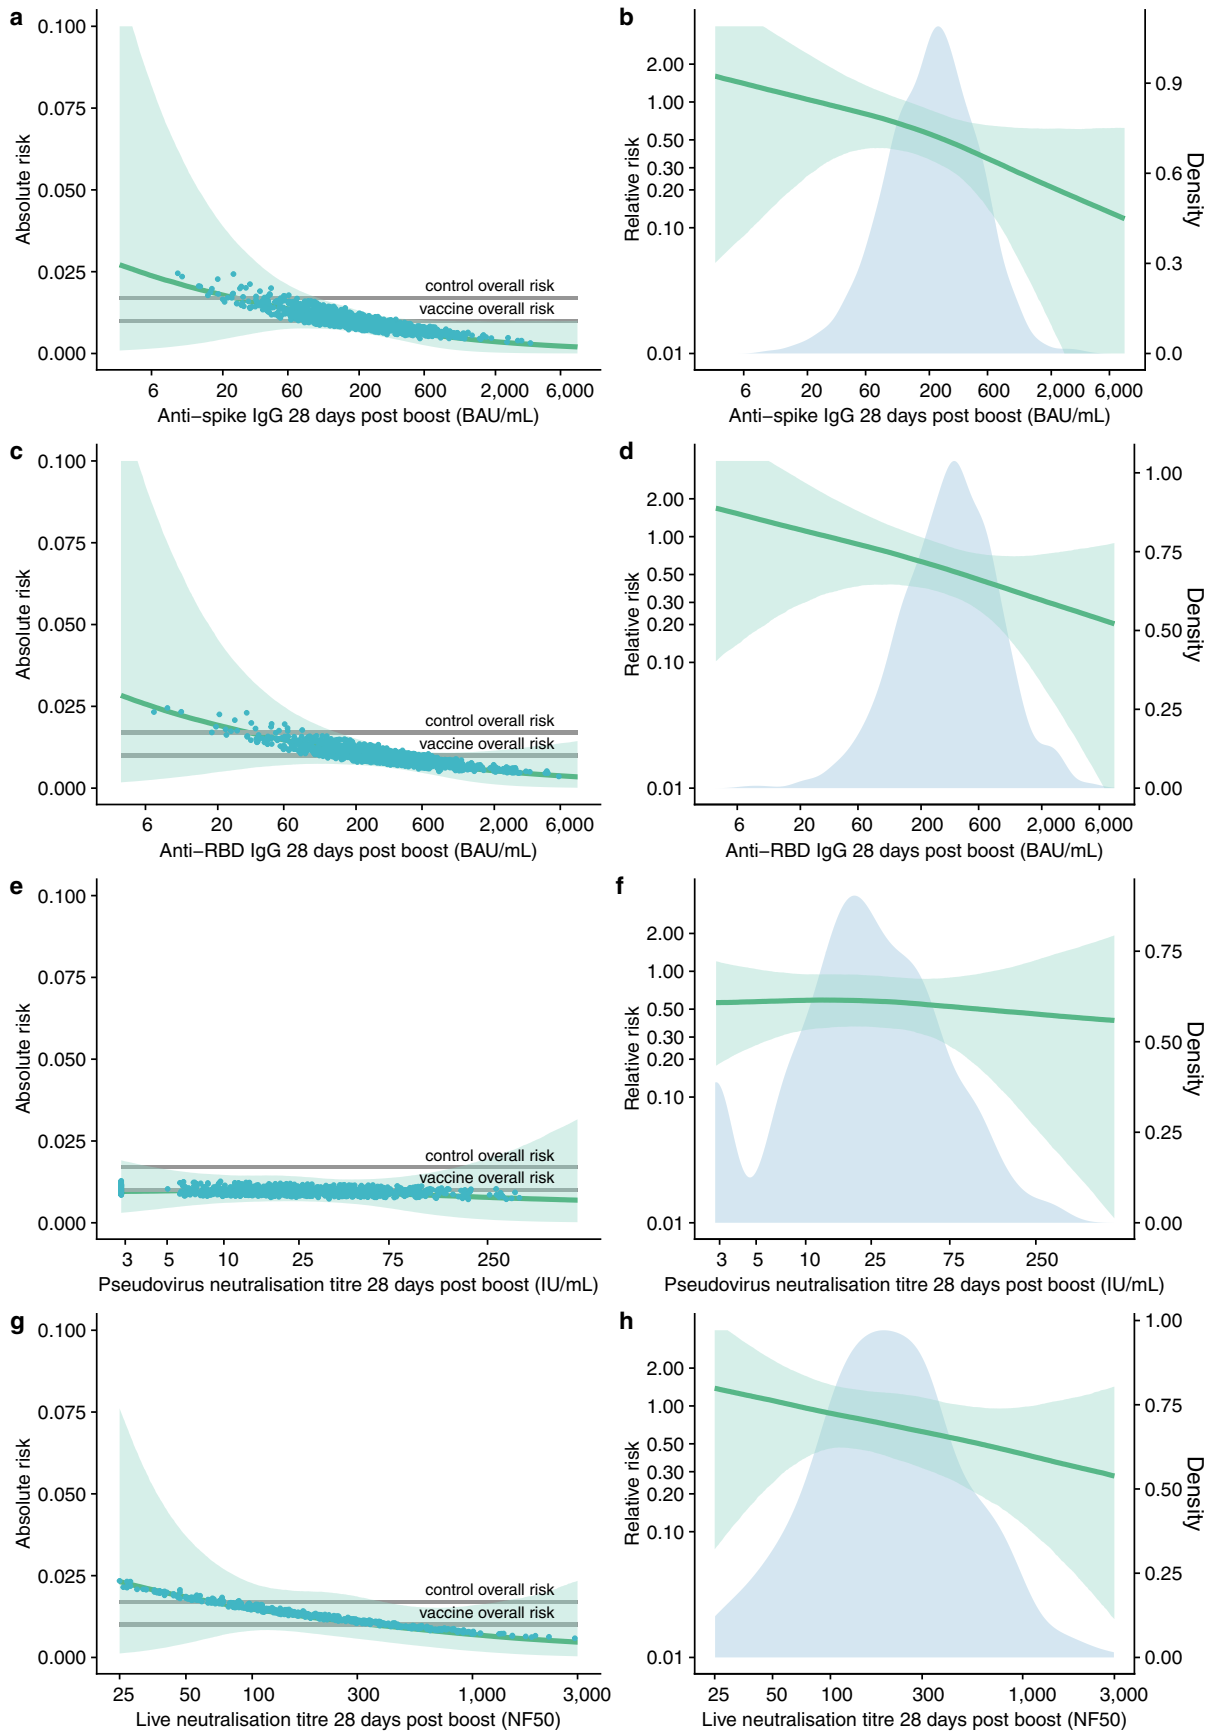 a
0.100
0.075
0.050
0.025
0.000
Absolute risk
control overall risk
vaccine overall risk
6 20 60 200 600 2,000 6,000
Anti−spike IgG 28 days post boost (BAU/mL)
b
2.00
1.00
0.50
0.30
0.20
0.10
0.01
Relative risk
0.9
0.6
0.3
0.0
Density
6 20 60 200 600 2,000 6,000
Anti−spike IgG 28 days post boost (BAU/mL)
c
0.100
0.075
0.050
0.025
0.000
Absolute risk
control overall risk
vaccine overall risk
6 20 60 200 600 2,000 6,000
Anti−RBD IgG 28 days post boost (BAU/mL)
d
2.00
1.00
0.50
0.30
0.20
0.10
0.01
Relative risk
1.00
0.75
0.50
0.25
0.00
Density
6 20 60 200 600 2,000 6,000
Anti−RBD IgG 28 days post boost (BAU/mL)
e
0.100
0.075
0.050
0.025
0.000
Absolute risk
control overall risk
vaccine overall risk
3 5 10 25 75 250
Pseudovirus neutralisation titre 28 days post boost (IU/mL)
f
2.00
1.00
0.50
0.30
0.20
0.10
0.01
Relative risk
0.75
0.50
0.25
0.00
Density
3 5 10 25 75 250
Pseudovirus neutralisation titre 28 days post boost (IU/mL)
g
0.100
0.075
0.050
0.025
0.000
Absolute risk
control overall risk
vaccine overall risk
25 50 100 300 1,000 3,000
Live neutralisation titre 28 days post boost (NF50)
h
2.00
1.00
0.50
0.30
0.20
0.10
0.01
Relative risk
1.00
0.75
0.50
0.25
0.00
Density
25 50 100 300 1,000 3,000
Live neutralisation titre 28 days post boost (NF50)